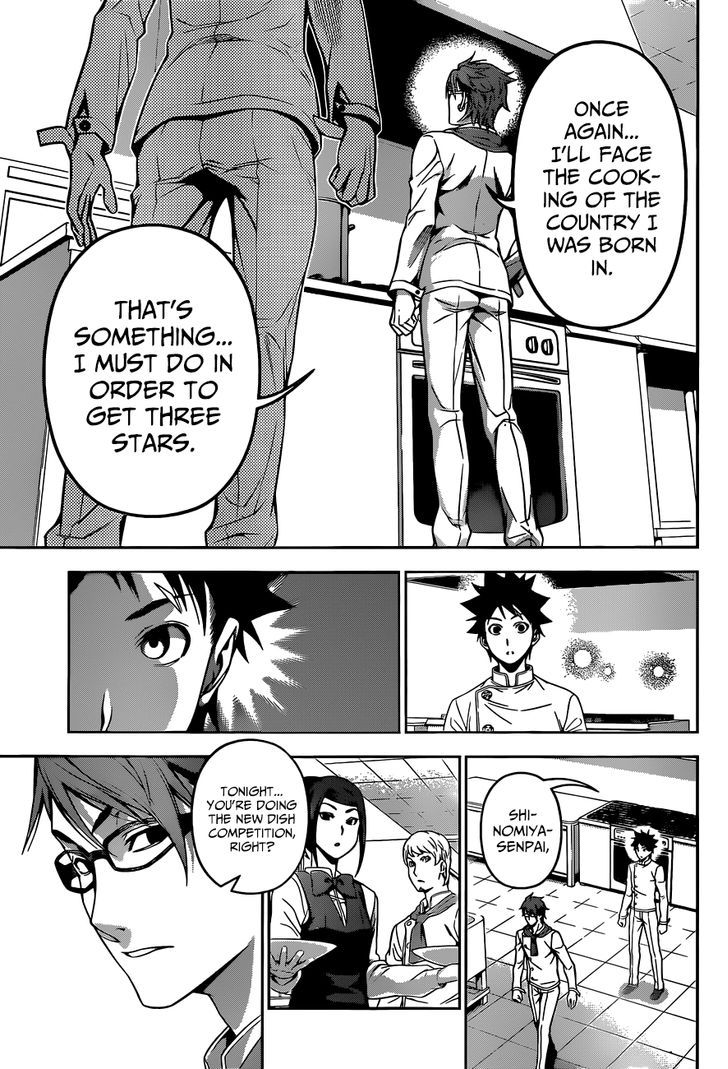 ONCE
AGAIN...
I'LL FACE
THE COOK-
ING OF THE
COUNTRY I
WAS BORN
IN.
THAT'S
SOMETHING...
I MUST DO IN
ORDER TO
GET THREE
STARS.
SHI-
NOMIYA-
SENPAI,
TONIGHT...
YOU'RE DOING
THE NEW DISH
COMPETITION,
RIGHT?